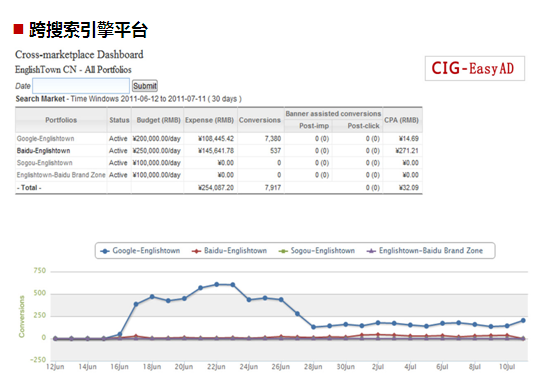 跨搜索引擎平台
Cross-marketplace Dashboard
EnglishTown CN - All Portfolios
CIG-EasyAD
Date Submit
Search Market - Time Windows 2011-06-12 to 2011-07-11 ( 30 days )
Portfolios Status Budget (RMB) Expense (RMB) Conversions Banner assisted conversions CPA (RMB)
Post-imp Post-click
Google-Englishtown Active ¥200,000.00/day ¥108,445.42 7,380 0 (0) 0 (0) ¥14.69
Baidu-Englishtown Active ¥250,000.00/day ¥145,641.78 537 0 (0) 0 (0) ¥271.21
Sogou-Englishtown Active ¥100,000.00/day ¥0.00 0 0 (0) 0 (0) ¥0.00
Englishtown-Baidu Brand Zone Active ¥100,000.00/day ¥0.00 0 0 (0) 0 (0) ¥0.00
- Total - ¥254,087.20 7,917 0 (0) ¥32.09
Google-Englishtown Baidu-Englishtown Sogou-Englishtown Englishtown-Baidu Brand Zone
Conversions
750
500
250
0
-250
12Jun 14Jun 16Jun 18Jun 20Jun 22Jun 24Jun 26Jun 28Jun 30Jun 2Jul 4Jul 6Jul 8Jul 10Jul